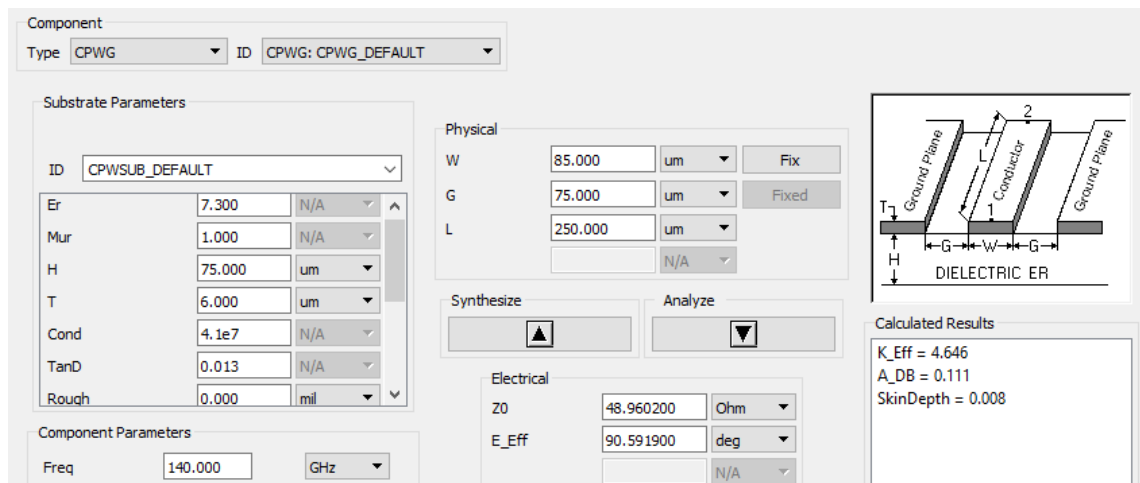 Component
Type CPWG ID CPWG: CPWG_DEFAULT
Substrate Parameters
ID CPWSUB_DEFAULT
Er 7.300 N/A
Mur 1.000 N/A
H 75.000 um
T 6.000 um
Cond 4.1e7 N/A
TanD 0.013 N/A
Rough 0.000 mil
Component Parameters
Freq 140.000 GHz
Physical
W 85.000 um Fix
G 75.000 um Fixed
L 250.000 um
N/A
Synthesize Analyze
Electrical
Z0 48.960200 Ohm
E_Eff 90.591900 deg
N/A
2
Ground Plane L Conductor Ground Plane
T 1
G W G
H
DIELECTRIC ER
Calculated Results
K_Eff = 4.646
A_DB = 0.111
SkinDepth = 0.008